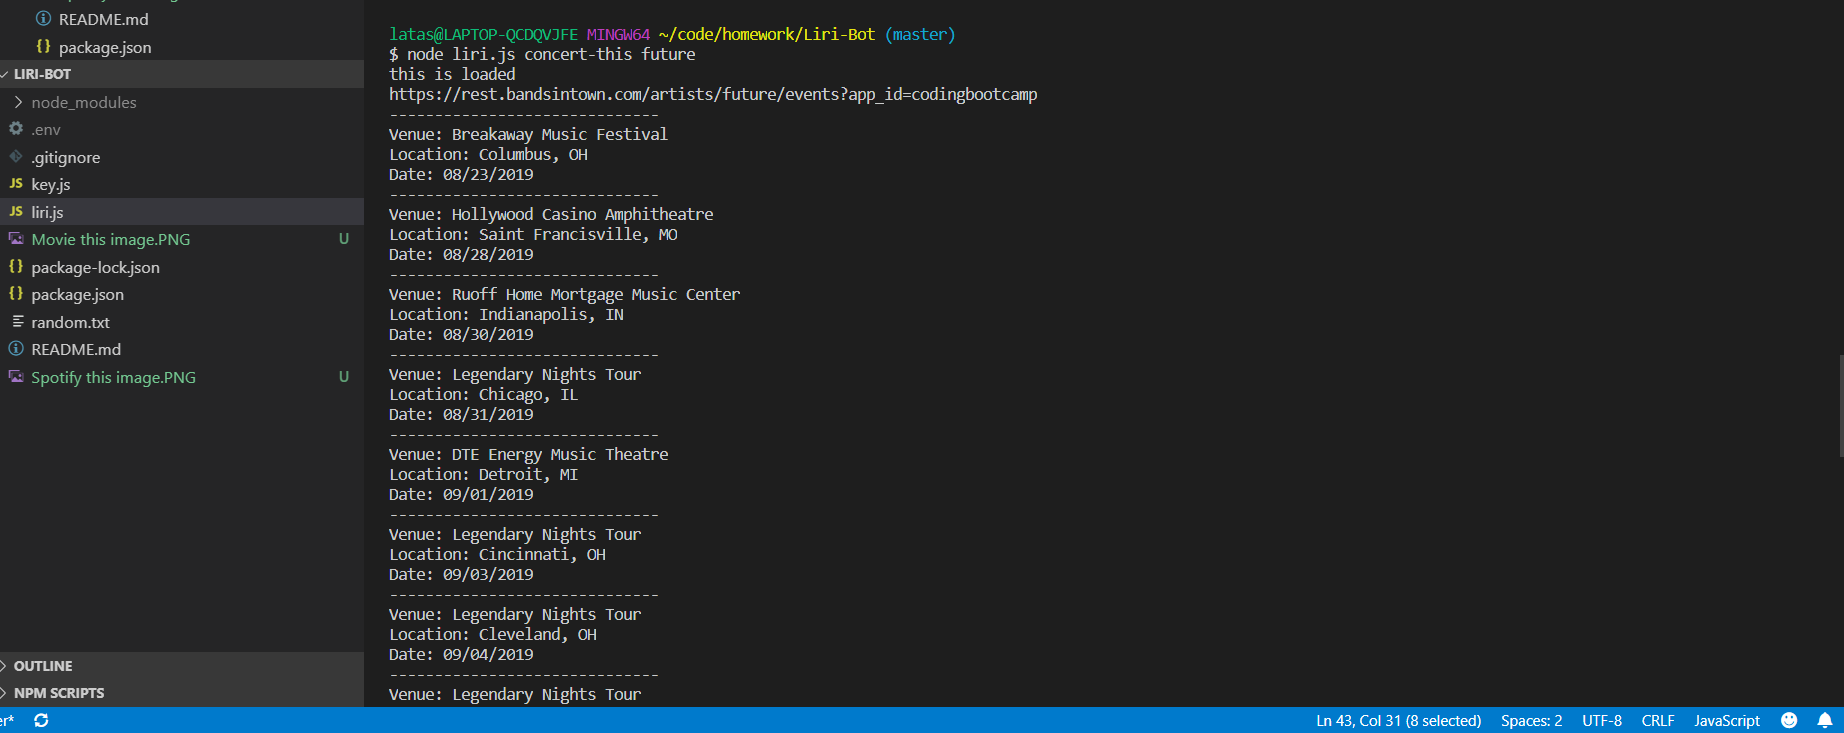 README.md
{} package.json
LIRI-BOT
node_modules
.env
.gitignore
JS key.js
JS liri.js
Movie this image.PNG U
{} package-lock.json
{} package.json
random.txt
README.md
Spotify this image.PNG U
OUTLINE
NPM SCRIPTS
latas@LAPTOP-QCDQVJFE MINGW64 ~/code/homework/Liri-Bot (master)
$ node liri.js concert-this future
this is loaded
https://rest.bandsintown.com/artists/future/events?app_id=codingbootcamp
------------------------------
Venue: Breakaway Music Festival
Location: Columbus, OH
Date: 08/23/2019
------------------------------
Venue: Hollywood Casino Amphitheatre
Location: Saint Francisville, MO
Date: 08/28/2019
------------------------------
Venue: Ruoff Home Mortgage Music Center
Location: Indianapolis, IN
Date: 08/30/2019
------------------------------
Venue: Legendary Nights Tour
Location: Chicago, IL
Date: 08/31/2019
------------------------------
Venue: DTE Energy Music Theatre
Location: Detroit, MI
Date: 09/01/2019
------------------------------
Venue: Legendary Nights Tour
Location: Cincinnati, OH
Date: 09/03/2019
------------------------------
Venue: Legendary Nights Tour
Location: Cleveland, OH
Date: 09/04/2019
------------------------------
Venue: Legendary Nights Tour
er* Ln 43, Col 31 (8 selected) Spaces: 2 UTF-8 CRLF JavaScript